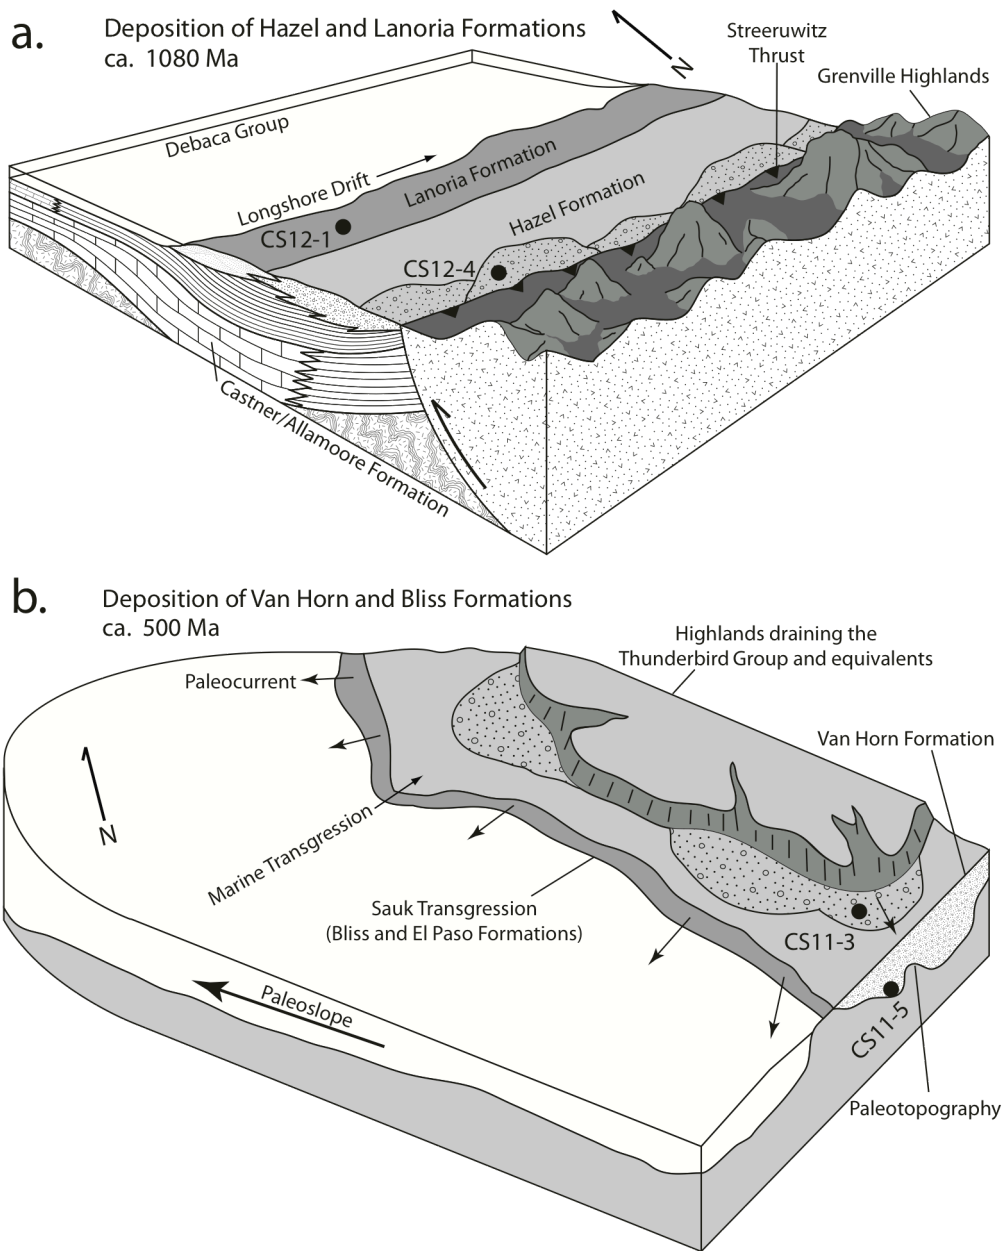 a.
Deposition of Hazel and Lanoria Formations
ca. 1080 Ma
N
Streeruwitz
Thrust
Grenville Highlands
Debaca Group
Longshore Drift
Lanoria Formation
Hazel Formation
CS12-1
CS12-4
Castner/Allamoore Formation
b.
Deposition of Van Horn and Bliss Formations
ca. 500 Ma
Highlands draining the
Thunderbird Group and equivalents
Paleocurrent
Van Horn Formation
N
Marine Transgression
Sauk Transgression
(Bliss and El Paso Formations)
CS11-3
Paleoslope
CS11-5
Paleotopography